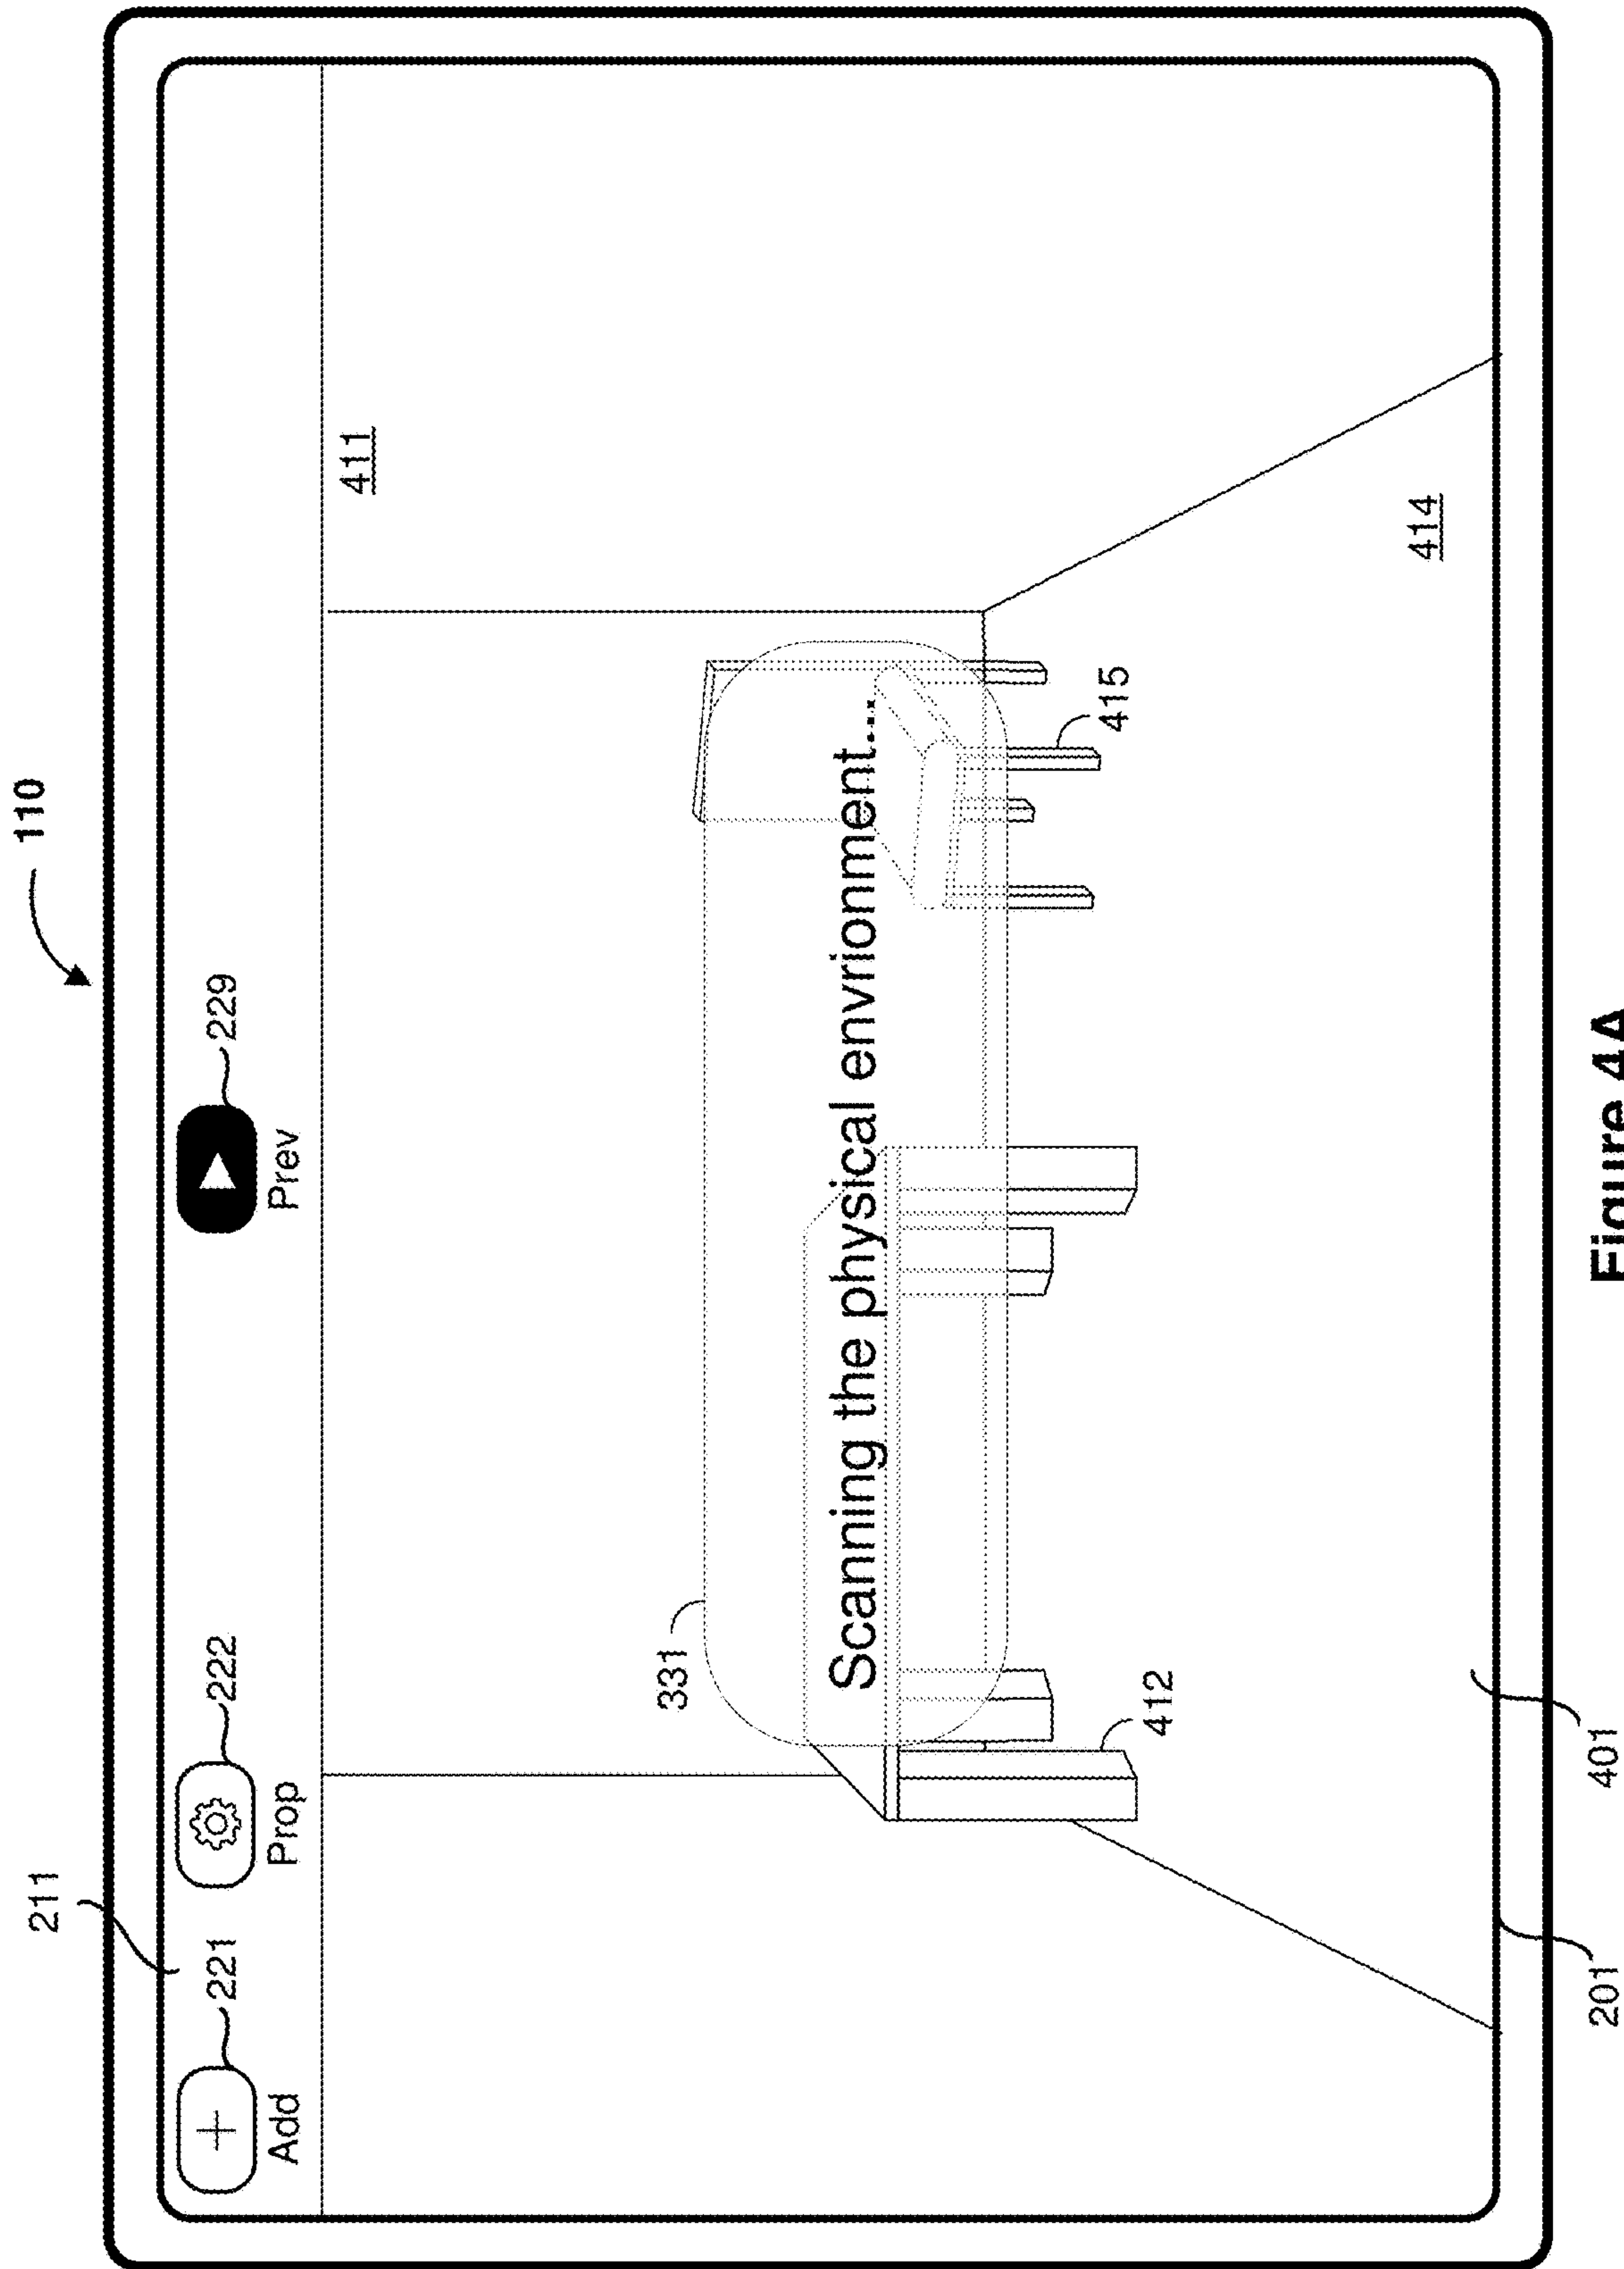 110
211
221
222
229
Add
Prop
Prev
411
331
Scanning the physical envrionment...
415
412
414
401
201
Figure 4A